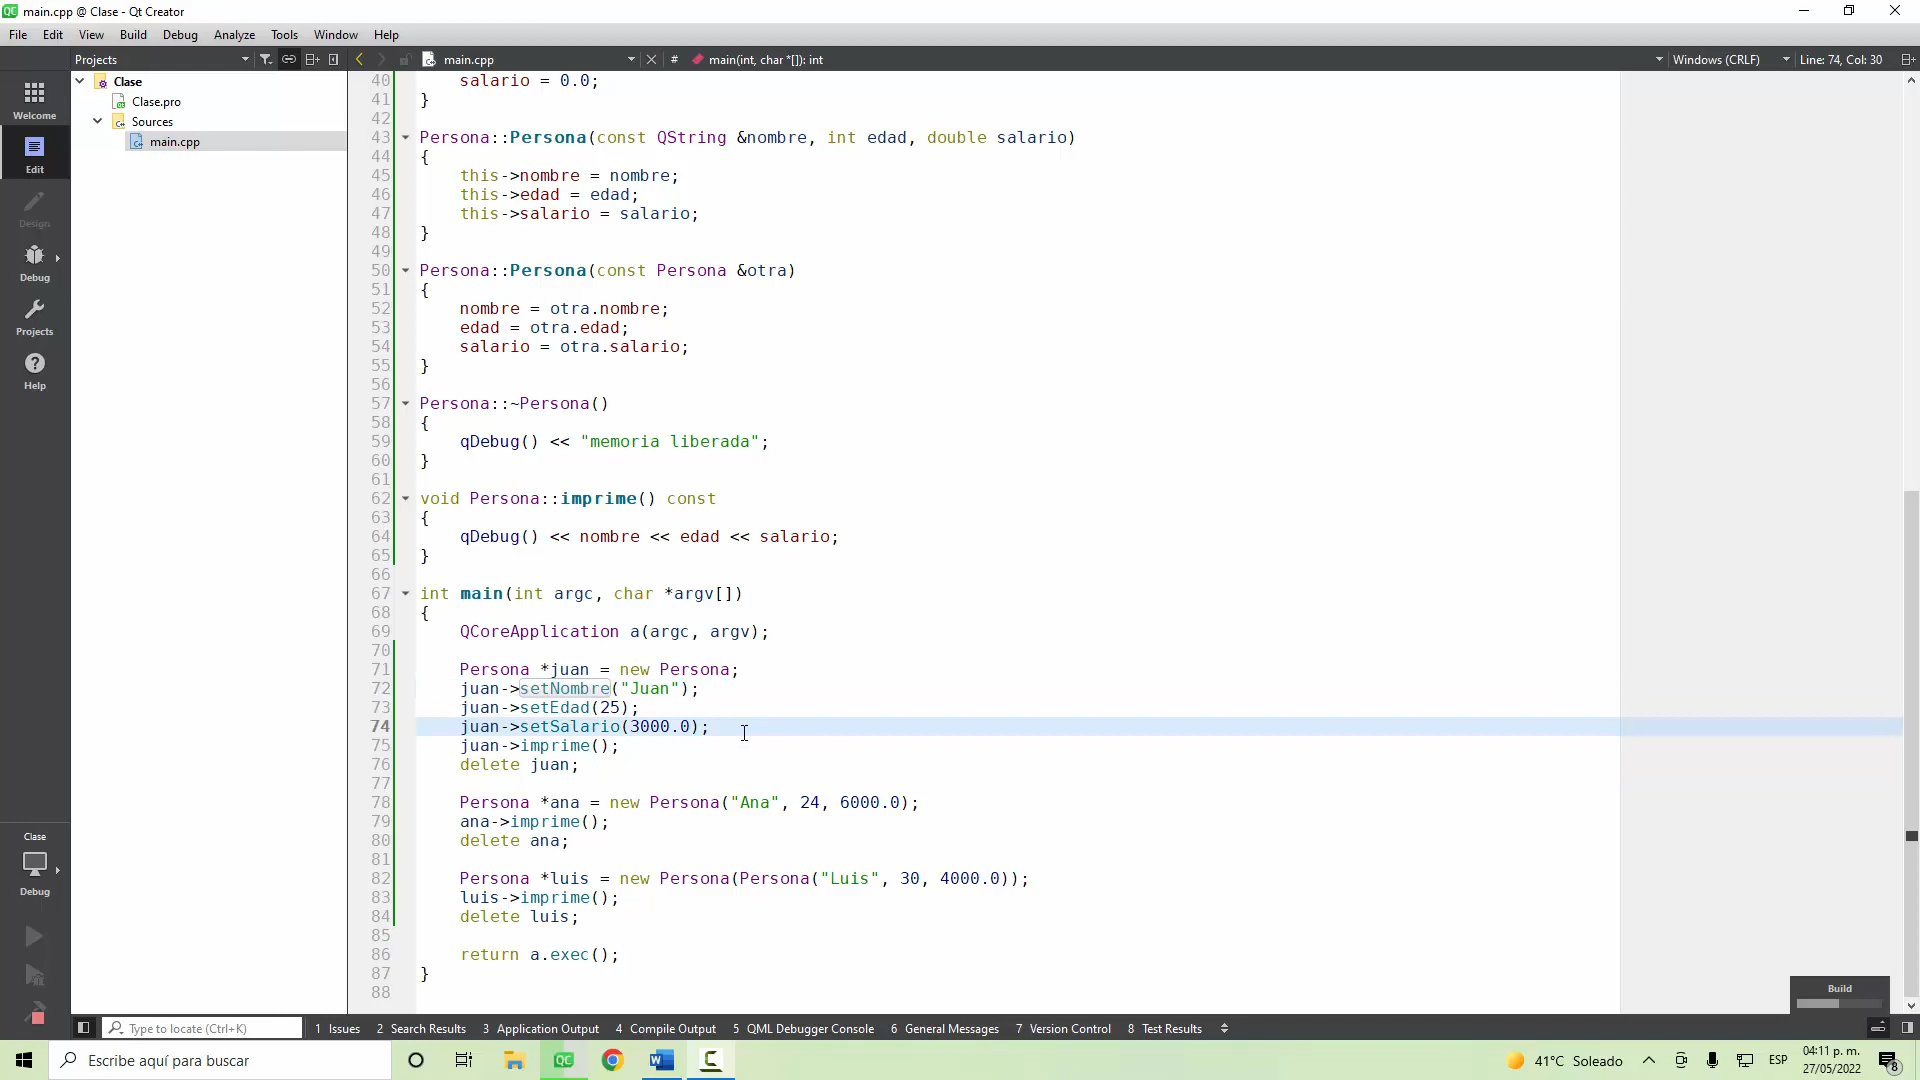 main.cpp @ Clase - Qt Creator
File Edit View Build Debug Analyze Tools Window Help
Projects main.cpp # main(int, char *[]): int Windows (CRLF) Line: 74, Col: 30
Welcome
Edit
Design
Debug
Projects
Help
Clase
Debug
Clase
Clase.pro
Sources
main.cpp
40 salario = 0.0;
41 }
42
43 Persona::Persona(const QString &nombre, int edad, double salario)
44 {
45 this->nombre = nombre;
46 this->edad = edad;
47 this->salario = salario;
48 }
49
50 Persona::Persona(const Persona &otra)
51 {
52 nombre = otra.nombre;
53 edad = otra.edad;
54 salario = otra.salario;
55 }
56
57 Persona::~Persona()
58 {
59 qDebug() << "memoria liberada";
60 }
61
62 void Persona::imprime() const
63 {
64 qDebug() << nombre << edad << salario;
65 }
66
67 int main(int argc, char *argv[])
68 {
69 QCoreApplication a(argc, argv);
70
71 Persona *juan = new Persona;
72 juan->setNombre("Juan");
73 juan->setEdad(25);
74 juan->setSalario(3000.0);
75 juan->imprime();
76 delete juan;
77
78 Persona *ana = new Persona("Ana", 24, 6000.0);
79 ana->imprime();
80 delete ana;
81
82 Persona *luis = new Persona(Persona("Luis", 30, 4000.0));
83 luis->imprime();
84 delete luis;
85
86 return a.exec();
87 }
88
Build
Type to locate (Ctrl+K) 1 Issues 2 Search Results 3 Application Output 4 Compile Output 5 QML Debugger Console 6 General Messages 7 Version Control 8 Test Results
Escribe aquí para buscar
41°C Soleado ESP 04:11 p. m.
27/05/2022
8